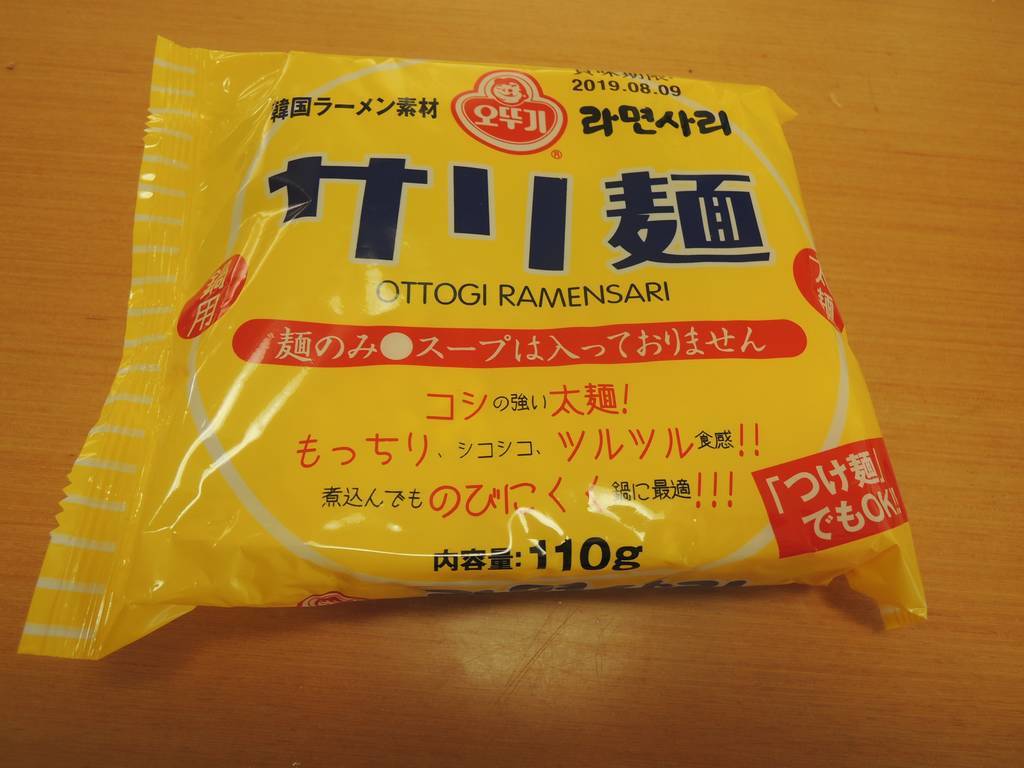 賞味期限:
2019.08.09
韓国ラーメン素材
오뚜기
®
라면사리
サリ麺
OTTOGI RAMENSARI
鍋用
太麺
麺のみ●スープは入っておりません
コシの強い太麺!
もっちり、シコシコ、ツルツル食感!!
煮込んでものびにくく鍋に最適!!!
「つけ麺」
でもOK!!
内容量:110g
라면사리